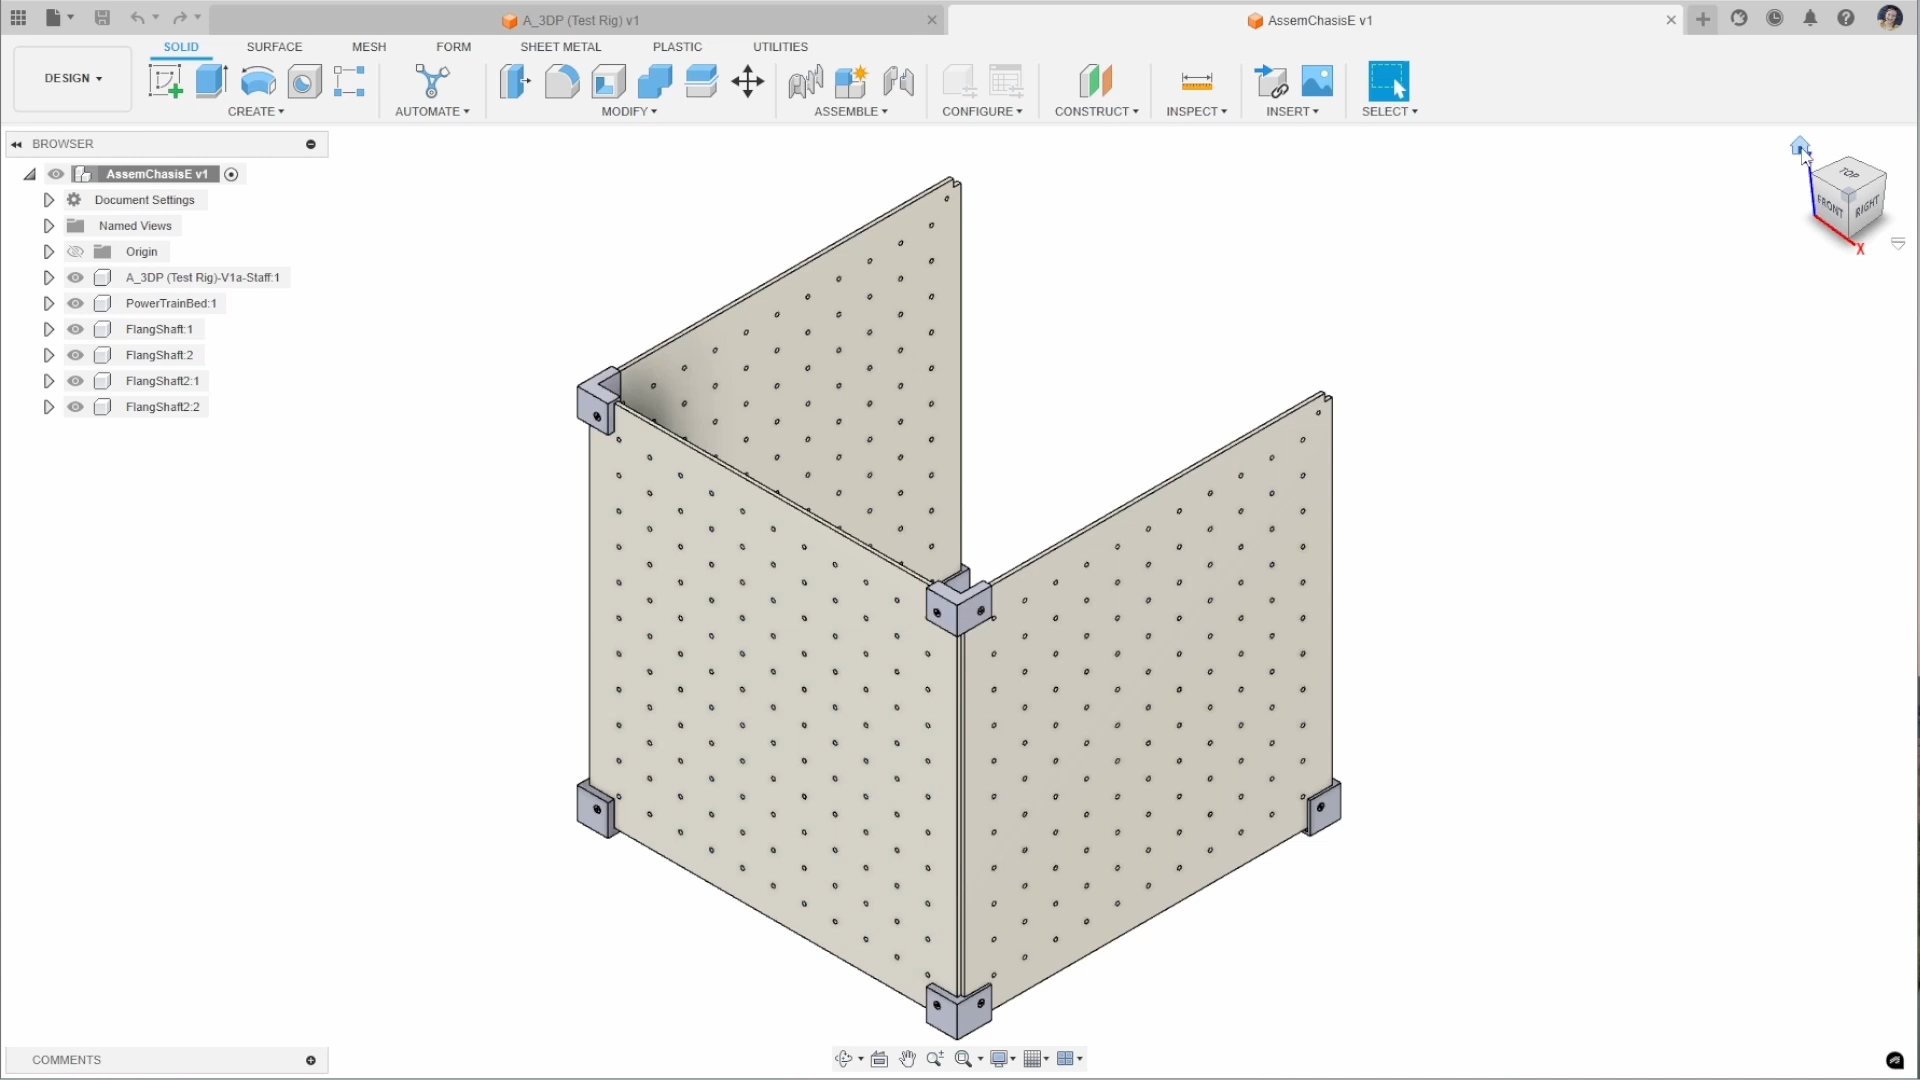 A_3DP (Test Rig) v1
AssemChasisE v1
DESIGN
SOLID
SURFACE
MESH
FORM
SHEET METAL
PLASTIC
UTILITIES
CREATE
AUTOMATE
MODIFY
ASSEMBLE
CONFIGURE
CONSTRUCT
INSPECT
INSERT
SELECT
BROWSER
AssemChasisE v1
Document Settings
Named Views
Origin
A_3DP (Test Rig)-V1a-Staff:1
PowerTrainBed:1
FlangShaft:1
FlangShaft:2
FlangShaft2:1
FlangShaft2:2
TOP
FRONT
RIGHT
X
COMMENTS